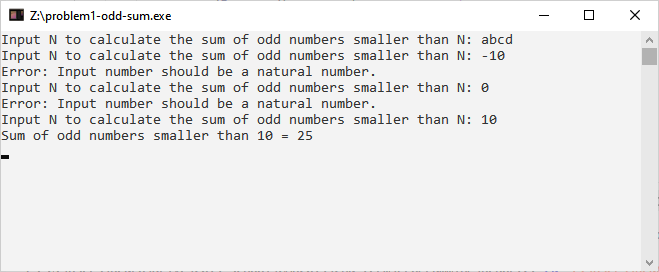 Z:\problem1-odd-sum.exe
Input N to calculate the sum of odd numbers smaller than N: abcd
Input N to calculate the sum of odd numbers smaller than N: -10
Error: Input number should be a natural number.
Input N to calculate the sum of odd numbers smaller than N: 0
Error: Input number should be a natural number.
Input N to calculate the sum of odd numbers smaller than N: 10
Sum of odd numbers smaller than 10 = 25